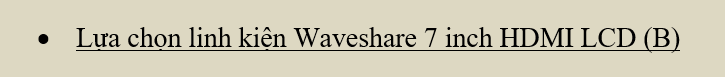 • Lựa chọn linh kiện Waveshare 7 inch HDMI LCD (B)